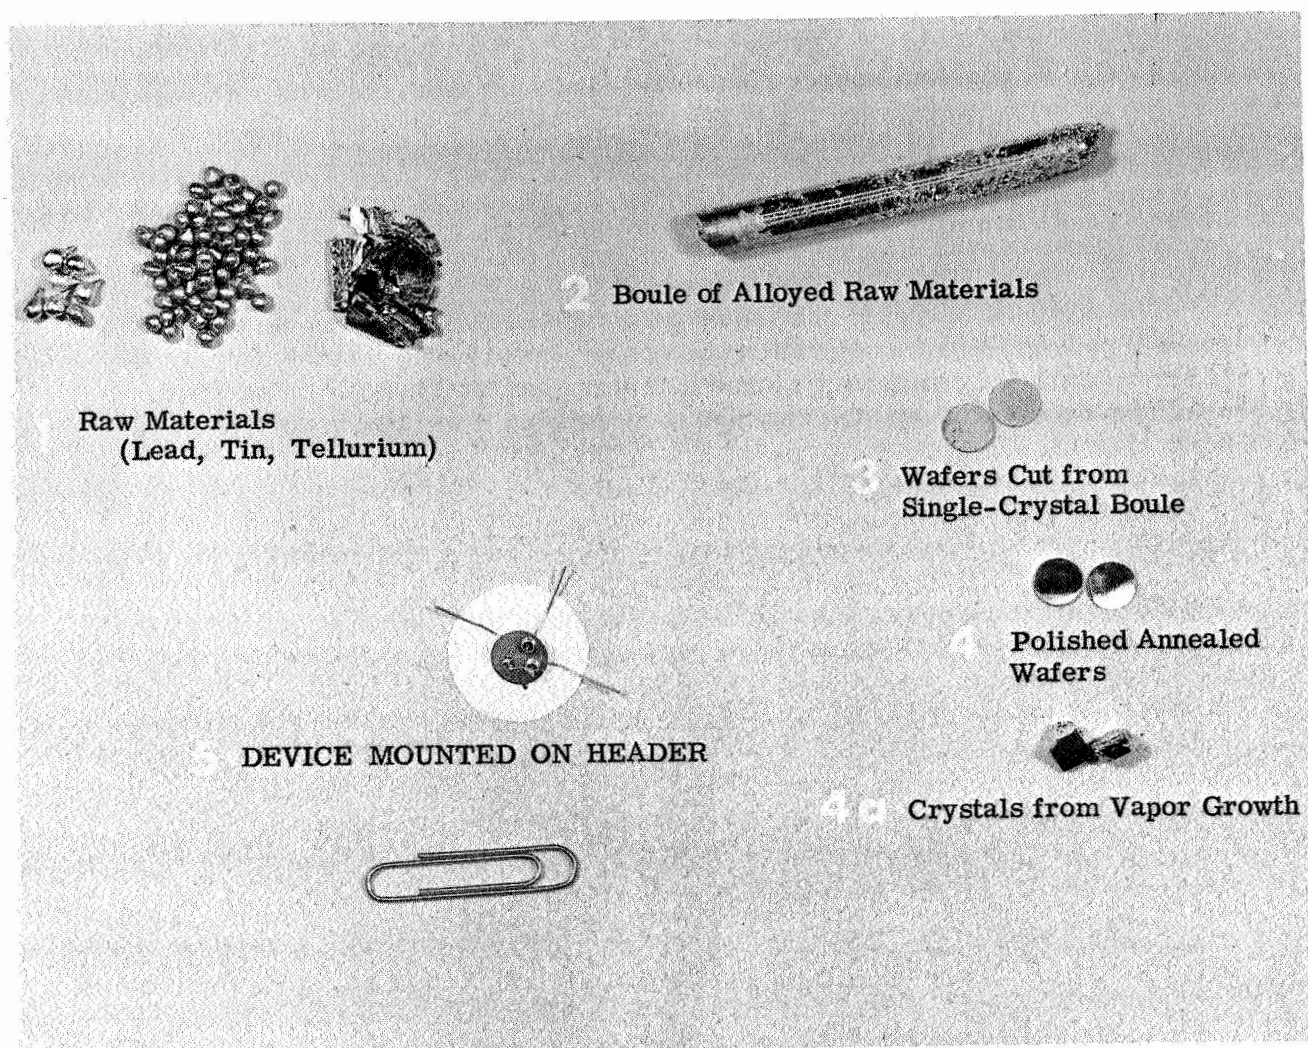 2 Boule of Alloyed Raw Materials
1 Raw Materials
(Lead, Tin, Tellurium)
3 Wafers Cut from
Single-Crystal Boule
4 Polished Annealed
Wafers
5 DEVICE MOUNTED ON HEADER
4a Crystals from Vapor Growth